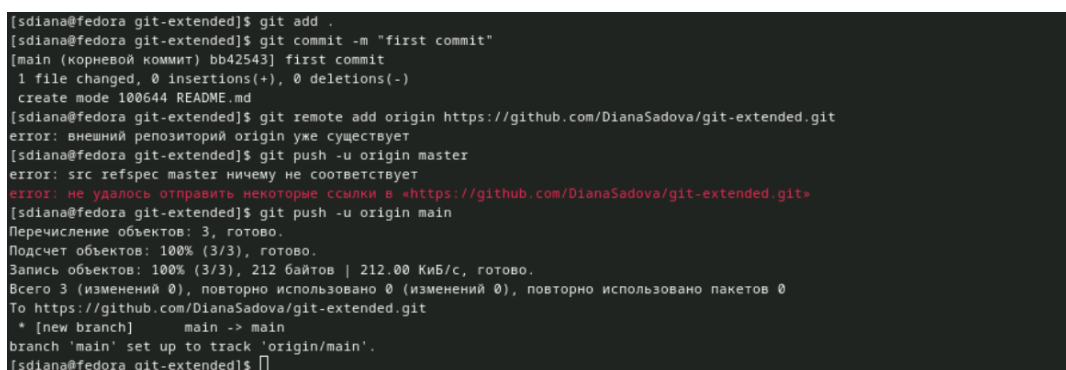 [sdiana@fedora git-extended]$ git add .
[sdiana@fedora git-extended]$ git commit -m "first commit"
[main (корневой коммит) bb42543] first commit
 1 file changed, 0 insertions(+), 0 deletions(-)
 create mode 100644 README.md
[sdiana@fedora git-extended]$ git remote add origin https://github.com/DianaSadova/git-extended.git
error: внешний репозиторий origin уже существует
[sdiana@fedora git-extended]$ git push -u origin master
error: src refspec master ничему не соответствует
error: не удалось отправить некоторые ссылки в «https://github.com/DianaSadova/git-extended.git»
[sdiana@fedora git-extended]$ git push -u origin main
Перечисление объектов: 3, готово.
Подсчет объектов: 100% (3/3), готово.
Запись объектов: 100% (3/3), 212 байтов | 212.00 КиБ/с, готово.
Всего 3 (изменений 0), повторно использовано 0 (изменений 0), повторно использовано пакетов 0
To https://github.com/DianaSadova/git-extended.git
 * [new branch]      main -> main
branch 'main' set up to track 'origin/main'.
[sdiana@fedora git-extended]$